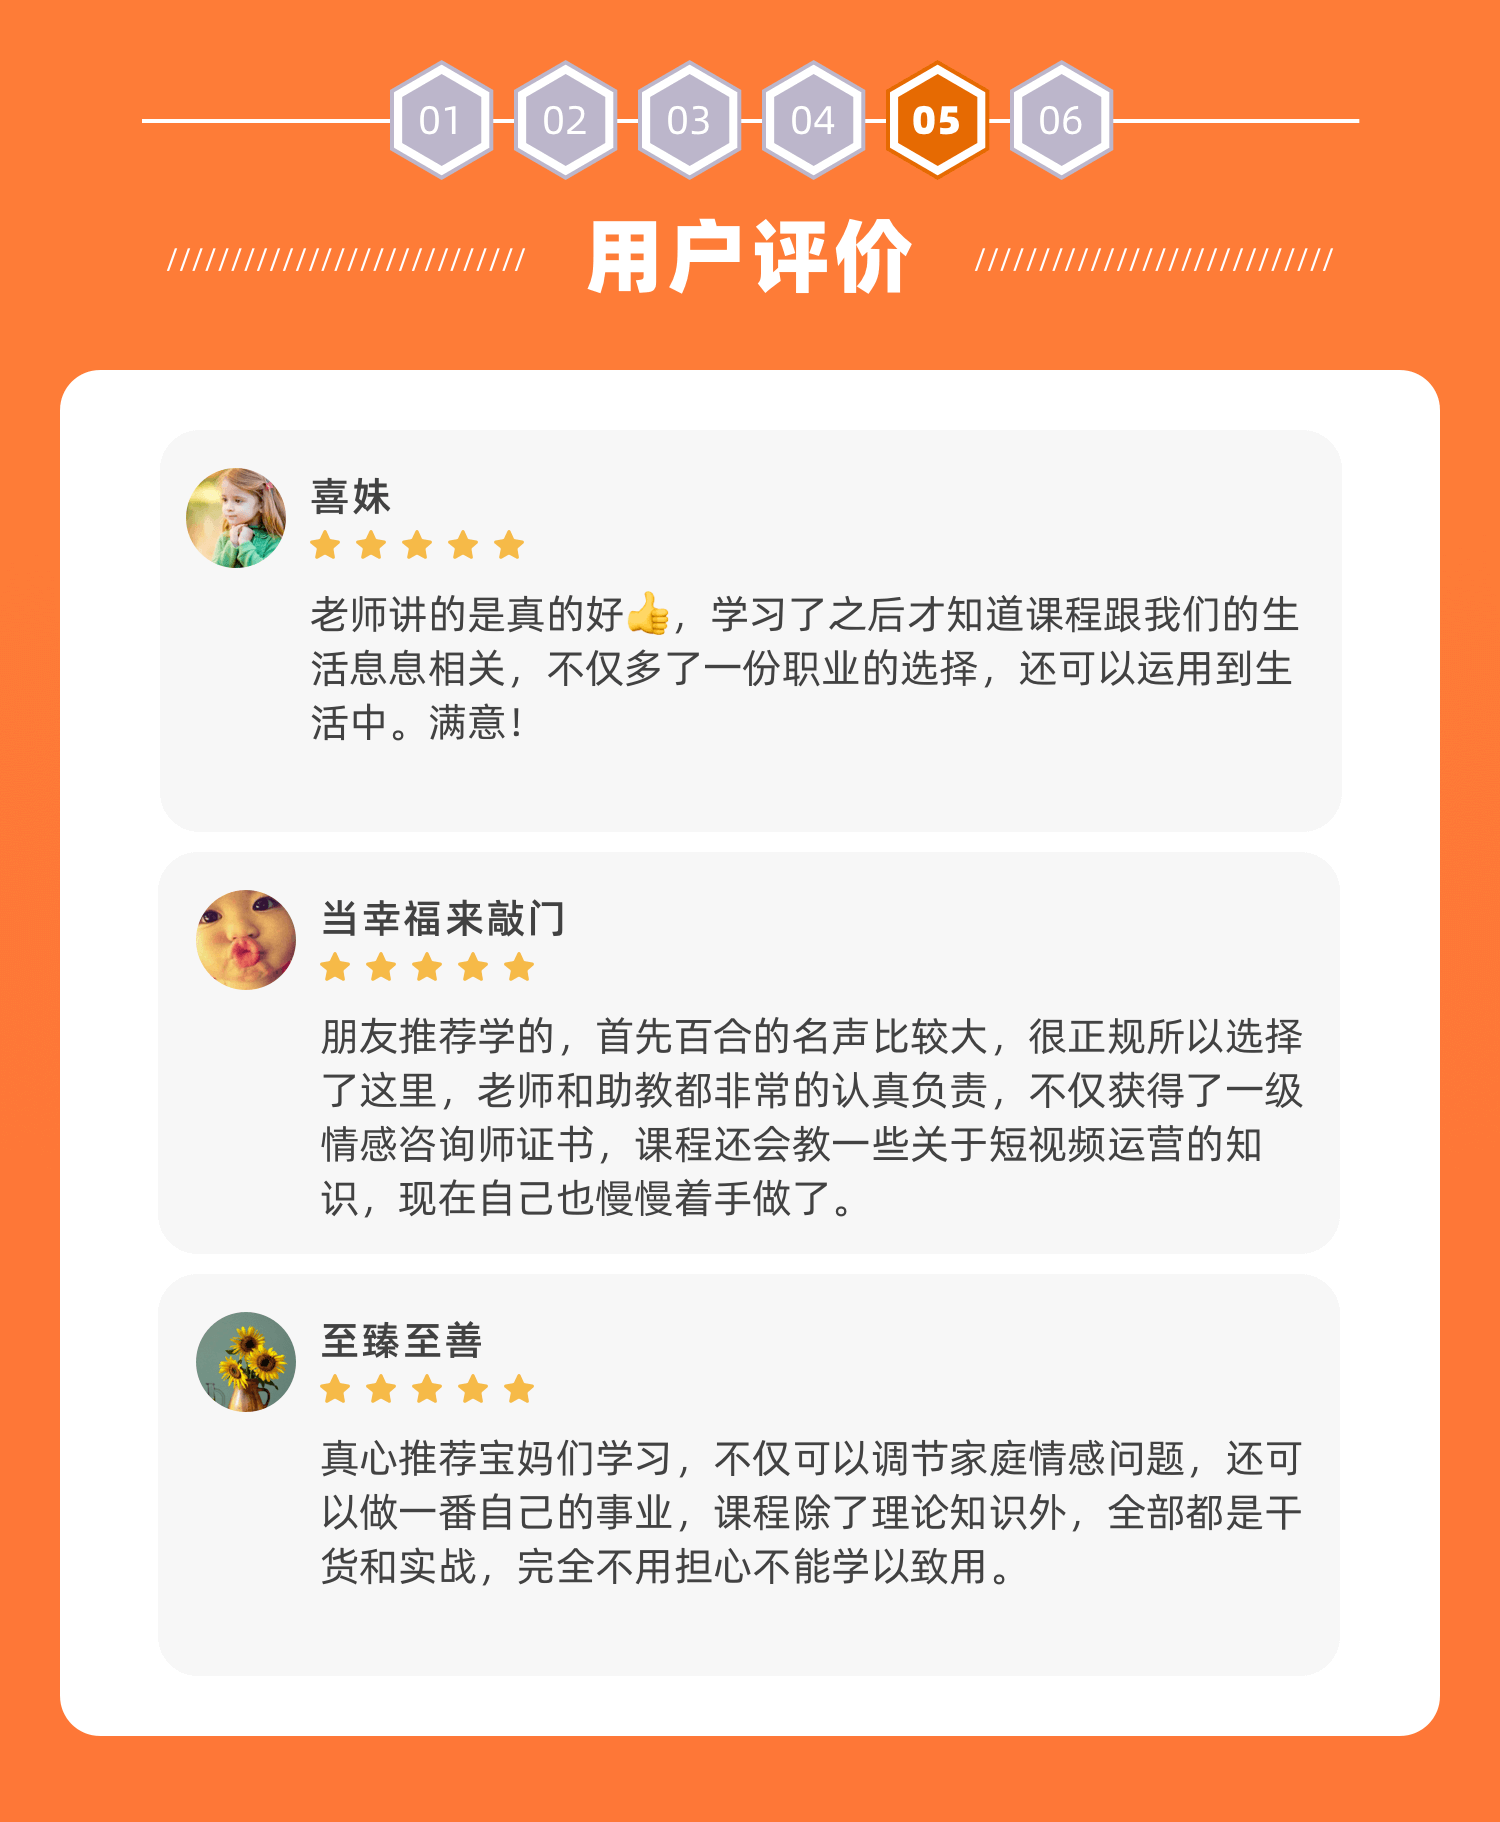 01 02 03 04 05 06
用户评价
喜妹
老师讲的是真的好👍，学习了之后才知道课程跟我们的生
活息息相关，不仅多了一份职业的选择，还可以运用到生
活中。满意！
当幸福来敲门
朋友推荐学的，首先百合的名声比较大，很正规所以选择
了这里，老师和助教都非常的认真负责，不仅获得了一级
情感咨询师证书，课程还会教一些关于短视频运营的知
识，现在自己也慢慢着手做了。
至臻至善
真心推荐宝妈们学习，不仅可以调节家庭情感问题，还可
以做一番自己的事业，课程除了理论知识外，全部都是干
货和实战，完全不用担心不能学以致用。